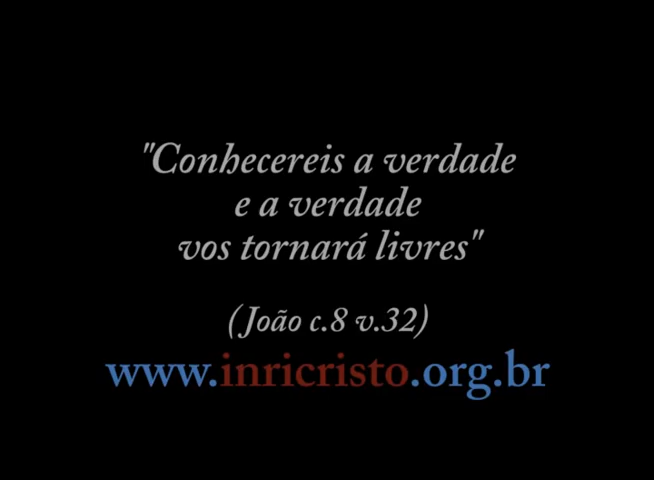 "Conhecereis a verdade
e a verdade
vos tornará livres"
(João c.8 v.32)
www.inricristo.org.br